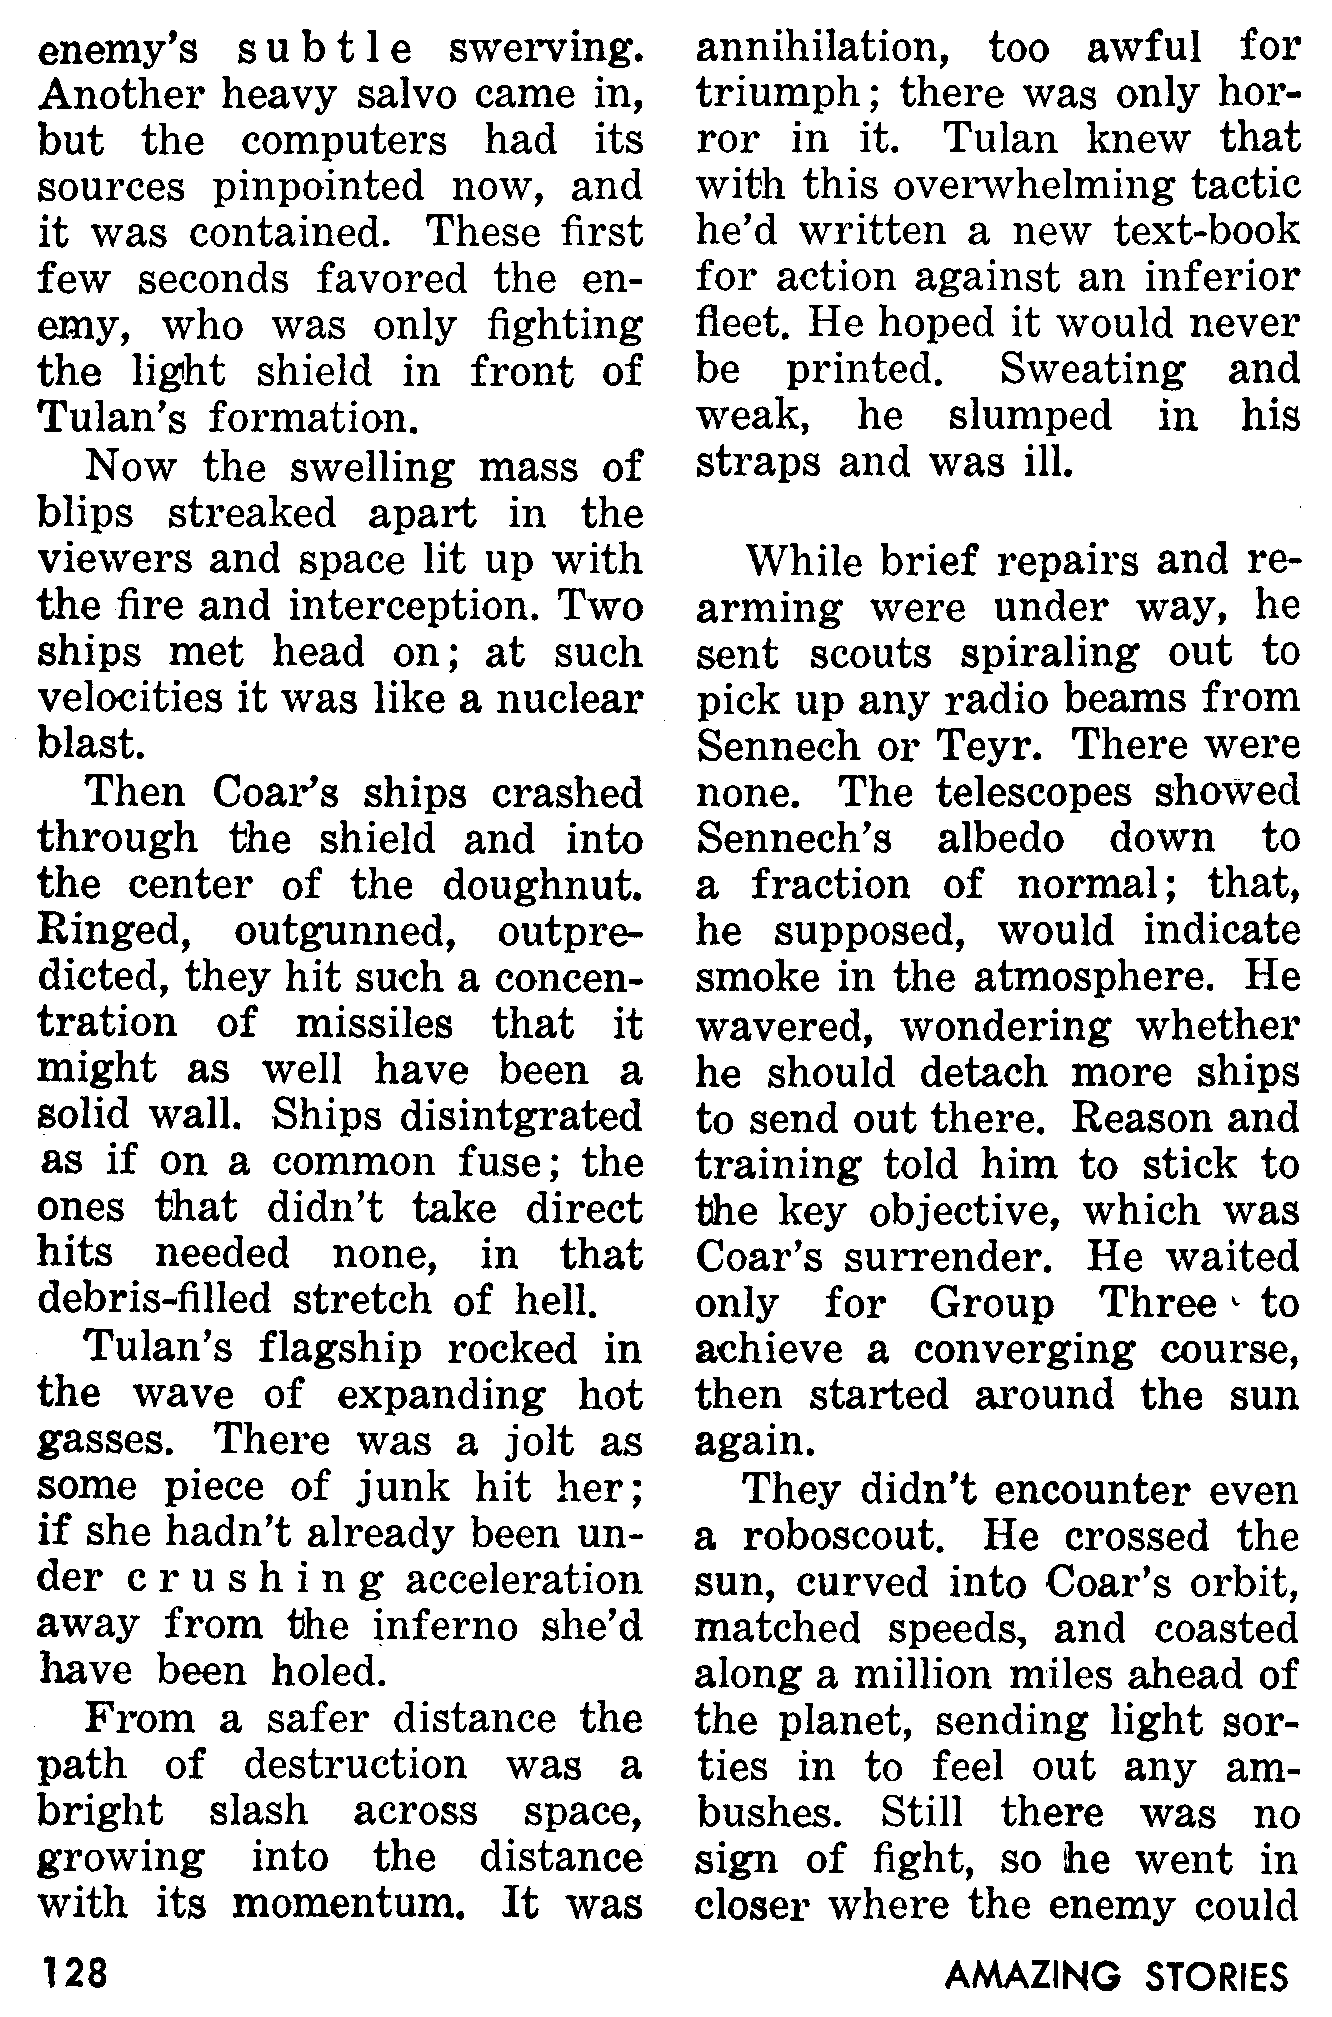 enemy's subtle swerving.
Another heavy salvo came in,
but the computers had its
sources pinpointed now, and
it was contained. These first
few seconds favored the en-
emy, who was only fighting
the light shield in front of
Tulan's formation.
Now the swelling mass of
blips streaked apart in the
viewers and space lit up with
the fire and interception. Two
ships met head on; at such
velocities it was like a nuclear
blast.
Then Coar's ships crashed
through the shield and into
the center of the doughnut.
Ringed, outgunned, outpre-
dicted, they hit such a concen-
tration of missiles that it
might as well have been a
solid wall. Ships disintgrated
as if on a common fuse; the
ones that didn't take direct
hits needed none, in that
debris-filled stretch of hell.
Tulan's flagship rocked in
the wave of expanding hot
gasses. There was a jolt as
some piece of junk hit her;
if she hadn't already been un-
der crushing acceleration
away from the inferno she'd
have been holed.
From a safer distance the
path of destruction was a
bright slash across space,
growing into the distance
with its momentum. It was
annihilation, too awful for
triumph; there was only hor-
ror in it. Tulan knew that
with this overwhelming tactic
he'd written a new text-book
for action against an inferior
fleet. He hoped it would never
be printed. Sweating and
weak, he slumped in his
straps and was ill.
While brief repairs and re-
arming were under way, he
sent scouts spiraling out to
pick up any radio beams from
Sennech or Teyr. There were
none. The telescopes showed
Sennech's albedo down to
a fraction of normal; that,
he supposed, would indicate
smoke in the atmosphere. He
wavered, wondering whether
he should detach more ships
to send out there. Reason and
training told him to stick to
the key objective, which was
Coar's surrender. He waited
only for Group Three to
achieve a converging course,
then started around the sun
again.
They didn't encounter even
a roboscout. He crossed the
sun, curved into Coar's orbit,
matched speeds, and coasted
along a million miles ahead of
the planet, sending light sor-
ties in to feel out any am-
bushes. Still there was no
sign of fight, so he went in
closer where the enemy could
128
AMAZING STORIES